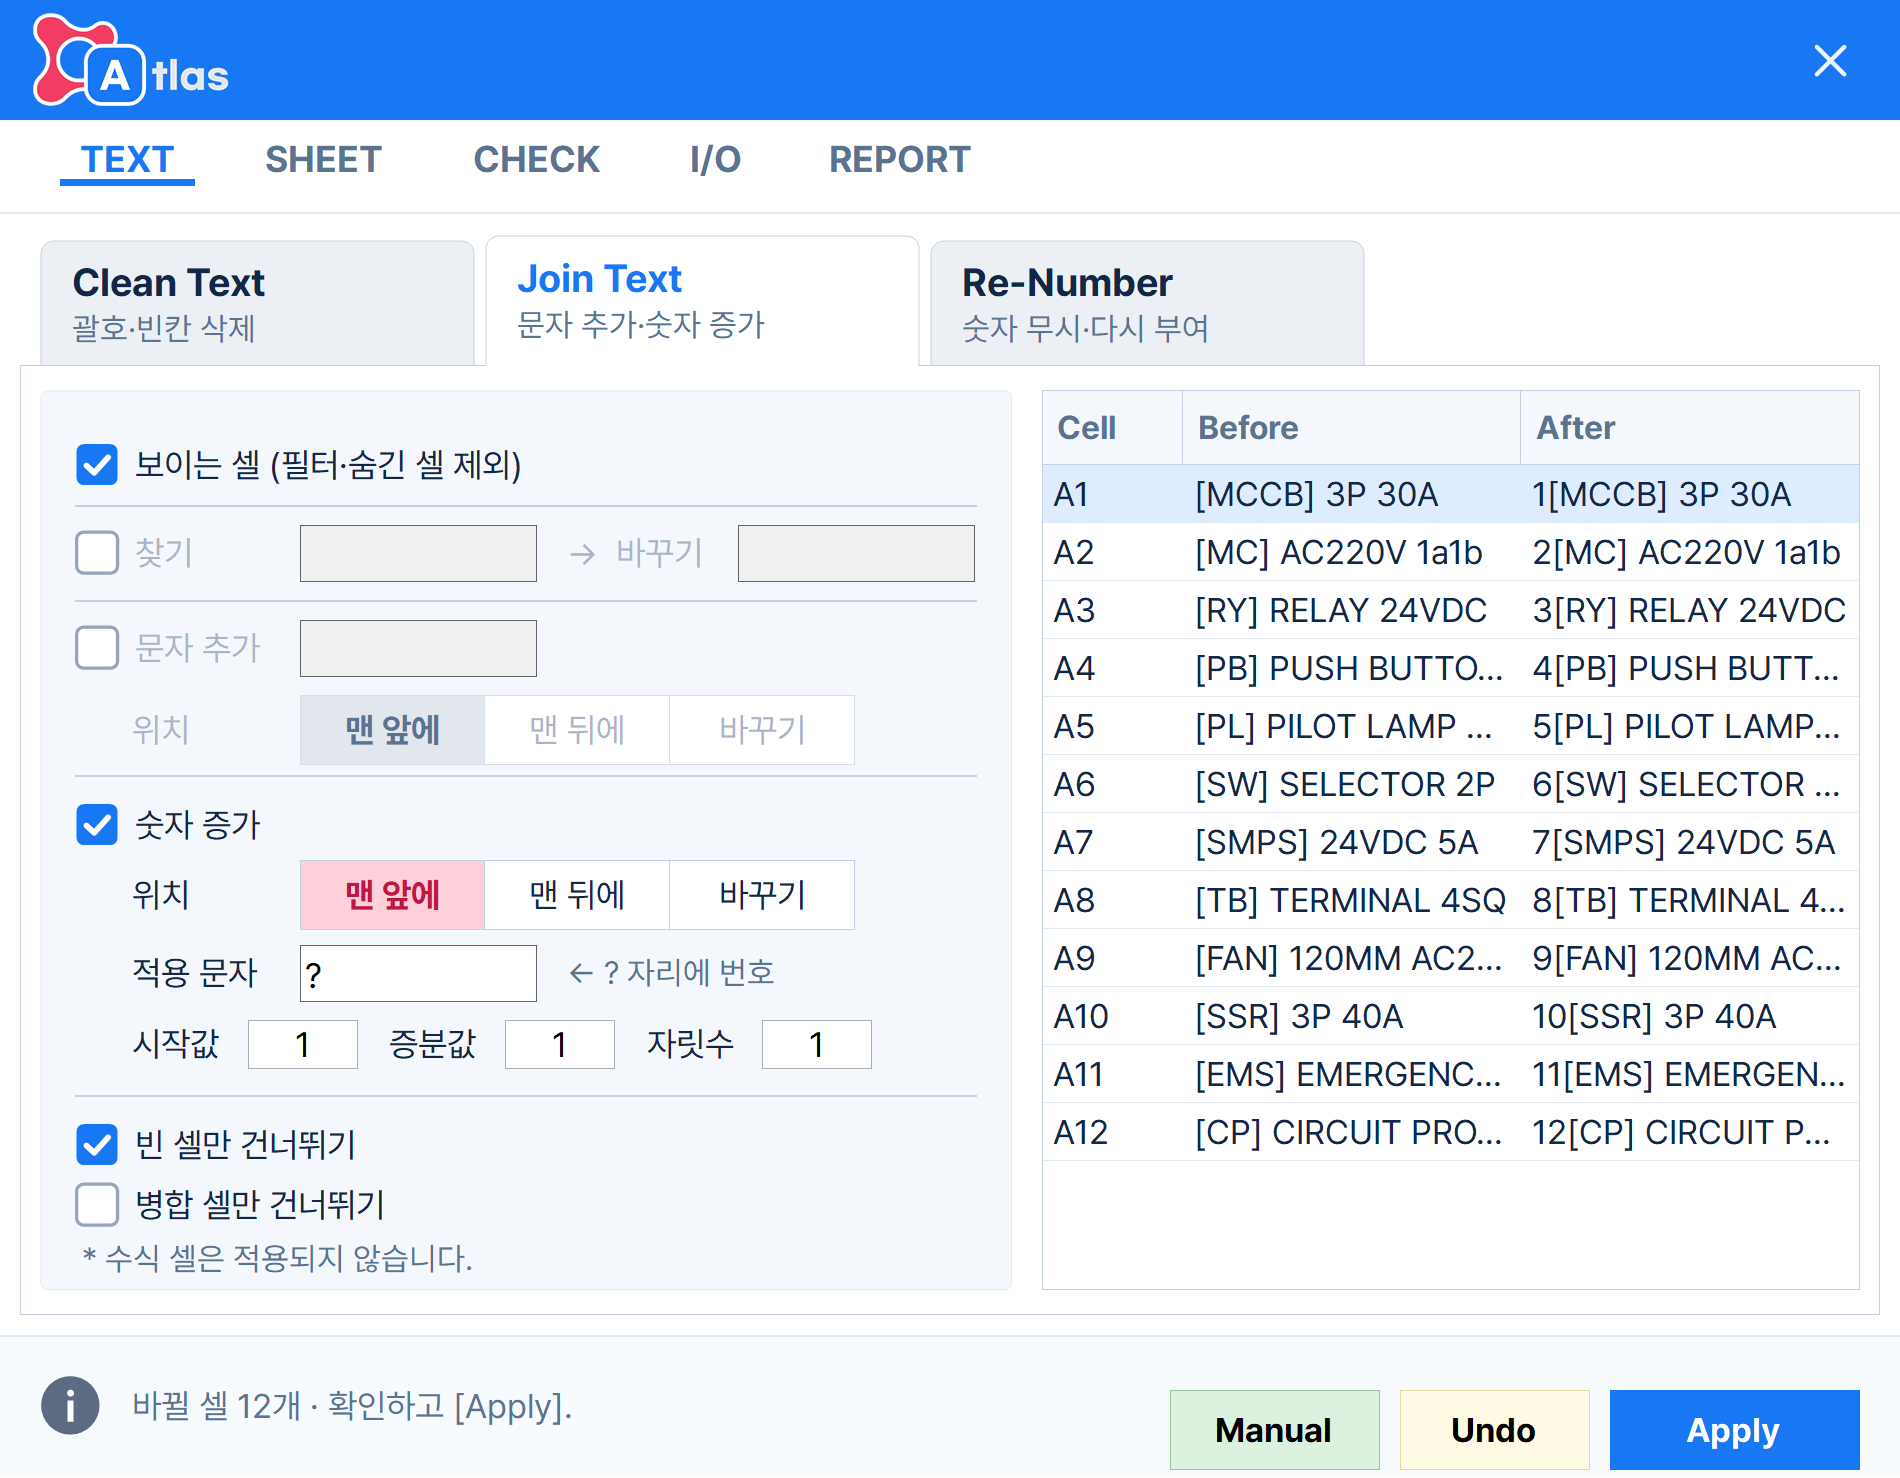 Atlas
TEXT SHEET CHECK I/O REPORT
Clean Text
괄호·빈칸 삭제
Join Text
문자 추가·숫자 증가
Re-Number
숫자 무시·다시 부여
보이는 셀 (필터·숨긴 셀 제외)
찾기 → 바꾸기
문자 추가
위치 맨 앞에 맨 뒤에 바꾸기
숫자 증가
위치 맨 앞에 맨 뒤에 바꾸기
적용 문자 ? ← ? 자리에 번호
시작값 1 증분값 1 자릿수 1
빈 셀만 건너뛰기
병합 셀만 건너뛰기
* 수식 셀은 적용되지 않습니다.
Cell Before After
A1 [MCCB] 3P 30A 1[MCCB] 3P 30A
A2 [MC] AC220V 1a1b 2[MC] AC220V 1a1b
A3 [RY] RELAY 24VDC 3[RY] RELAY 24VDC
A4 [PB] PUSH BUTTO... 4[PB] PUSH BUTT...
A5 [PL] PILOT LAMP ... 5[PL] PILOT LAMP...
A6 [SW] SELECTOR 2P 6[SW] SELECTOR ...
A7 [SMPS] 24VDC 5A 7[SMPS] 24VDC 5A
A8 [TB] TERMINAL 4SQ 8[TB] TERMINAL 4...
A9 [FAN] 120MM AC2... 9[FAN] 120MM AC...
A10 [SSR] 3P 40A 10[SSR] 3P 40A
A11 [EMS] EMERGENC... 11[EMS] EMERGEN...
A12 [CP] CIRCUIT PRO... 12[CP] CIRCUIT P...
바뀔 셀 12개 · 확인하고 [Apply].
Manual Undo Apply